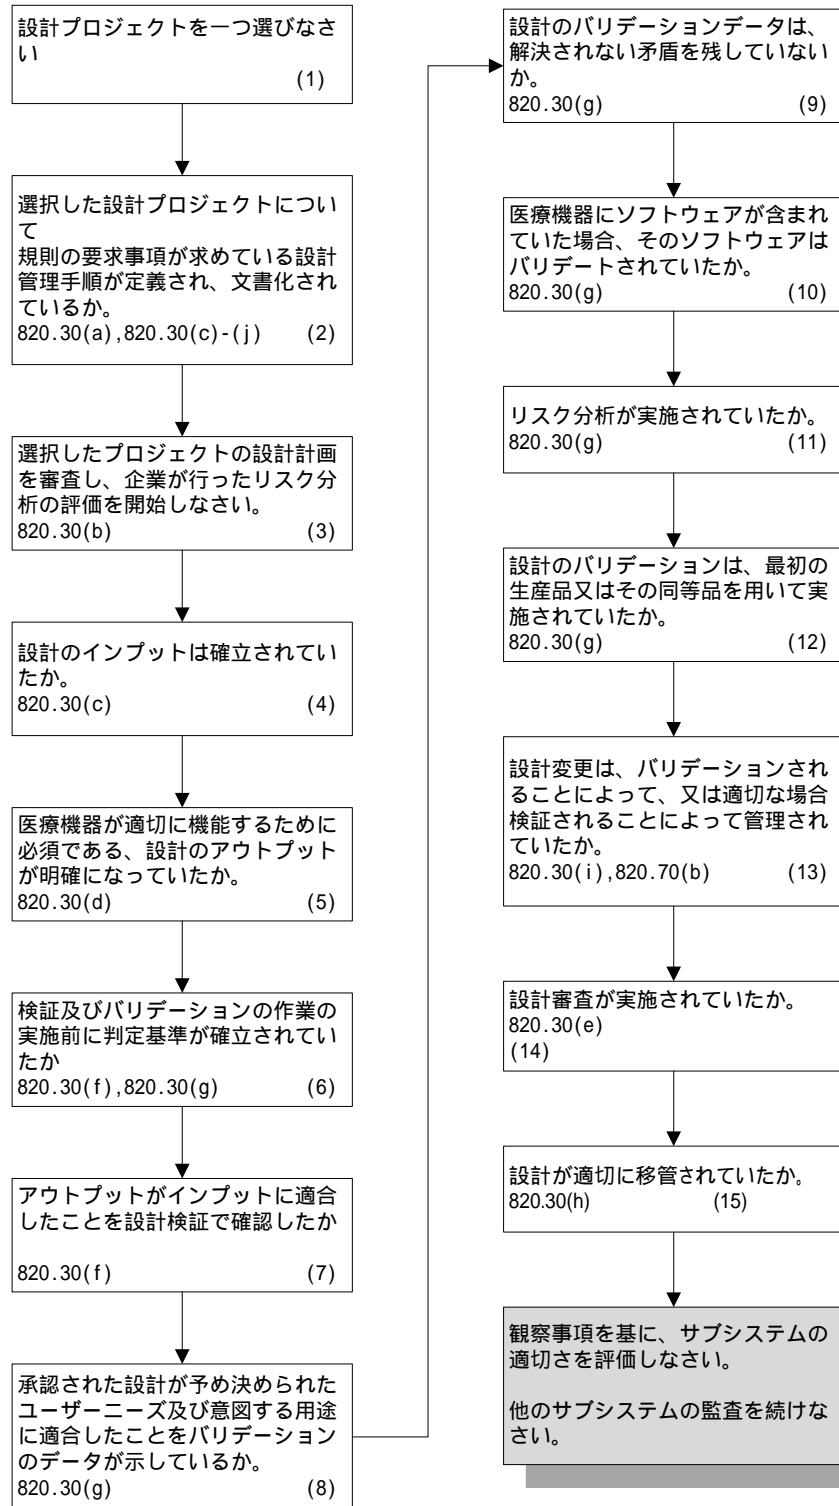 設計プロジェクトを一つ選びなさ
い
(1)
選択した設計プロジェクトについ
て
規則の要求事項が求めている設計
管理手順が定義され、文書化され
ているか。
820.30(a),820.30(c)-(j) (2)
選択したプロジェクトの設計計画
を審査し、企業が行ったリスク分
析の評価を開始しなさい。
820.30(b) (3)
設計のインプットは確立されてい
たか。
820.30(c) (4)
医療機器が適切に機能するために
必須である、設計のアウトプット
が明確になっていたか。
820.30(d) (5)
検証及びバリデーションの作業の
実施前に判定基準が確立されてい
たか
820.30(f),820.30(g) (6)
アウトプットがインプットに適合
したことを設計検証で確認したか
820.30(f) (7)
承認された設計が予め決められた
ユーザーニーズ及び意図する用途
に適合したことをバリデーション
のデータが示しているか。
820.30(g) (8)
設計のバリデーションデータは、
解決されない矛盾を残していない
か。
820.30(g) (9)
医療機器にソフトウェアが含まれ
ていた場合、そのソフトウェアは
バリデートされていたか。
820.30(g) (10)
リスク分析が実施されていたか。
820.30(g) (11)
設計のバリデーションは、最初の
生産品又はその同等品を用いて実
施されていたか。
820.30(g) (12)
設計変更は、バリデーションされ
ることによって、又は適切な場合
検証されることによって管理され
ていたか。
820.30(i),820.70(b) (13)
設計審査が実施されていたか。
820.30(e)
(14)
設計が適切に移管されていたか。
820.30(h) (15)
観察事項を基に、サブシステムの
適切さを評価しなさい。
他のサブシステムの監査を続けな
さい。